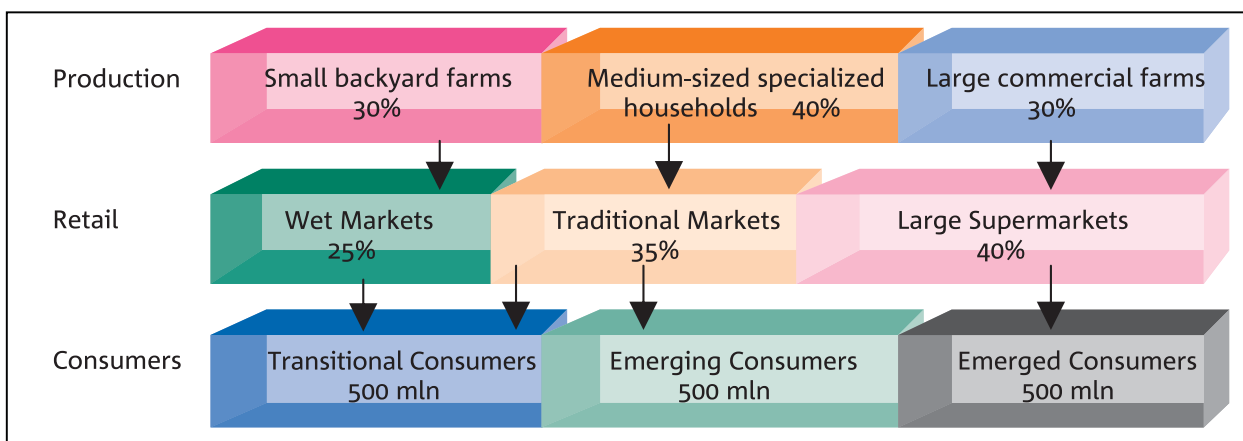 Production
Small backyard farms
30%
Medium-sized specialized
households 40%
Large commercial farms
30%
Retail
Wet Markets
25%
Traditional Markets
35%
Large Supermarkets
40%
Consumers
Transitional Consumers
500 mln
Emerging Consumers
500 mln
Emerged Consumers
500 mln